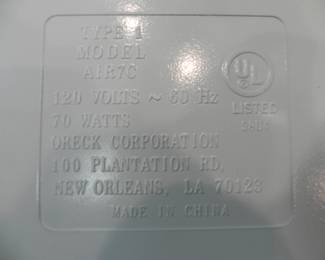 TYPE 1
MODEL
AIR7C
120 VOLTS ~ 60 Hz
70 WATTS
ORECK CORPORATION
100 PLANTATION RD.
NEW ORLEANS, LA 70123
MADE IN CHINA
UL
LISTED